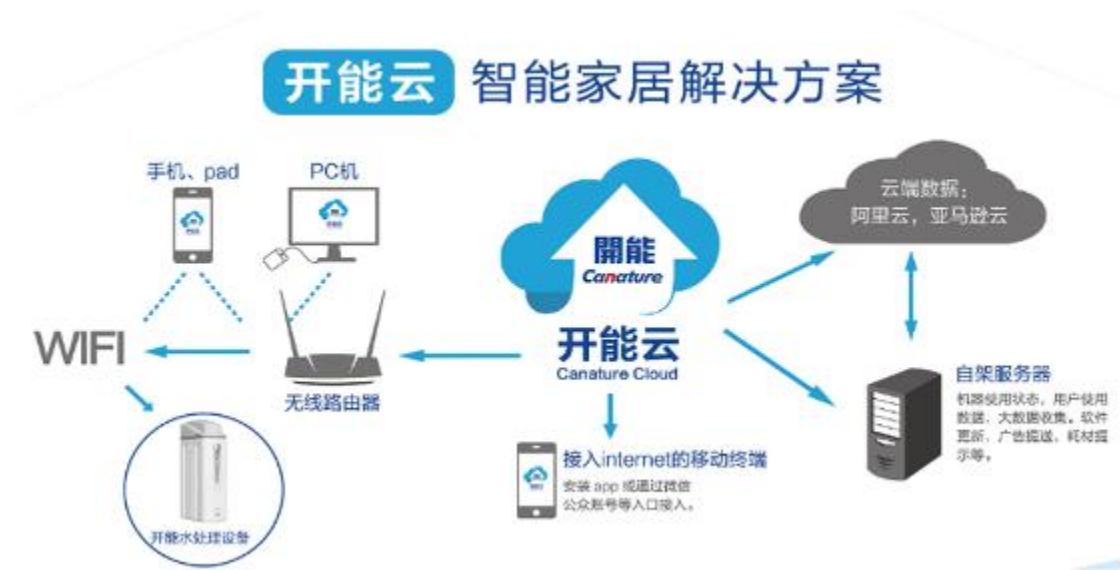 开能云 智能家居解决方案
手机、pad
PC机
WIFI
无线路由器
开能水处理设备
開能
Canature
开能云
Canature Cloud
接入internet的移动终端
安装 app 或通过微信
公众账号等入口接入。
云端数据：
阿里云，亚马逊云
自架服务器
机器使用状态，用户使用
数据、大数据收集。软件
更新、广告推送、耗材提
示等。